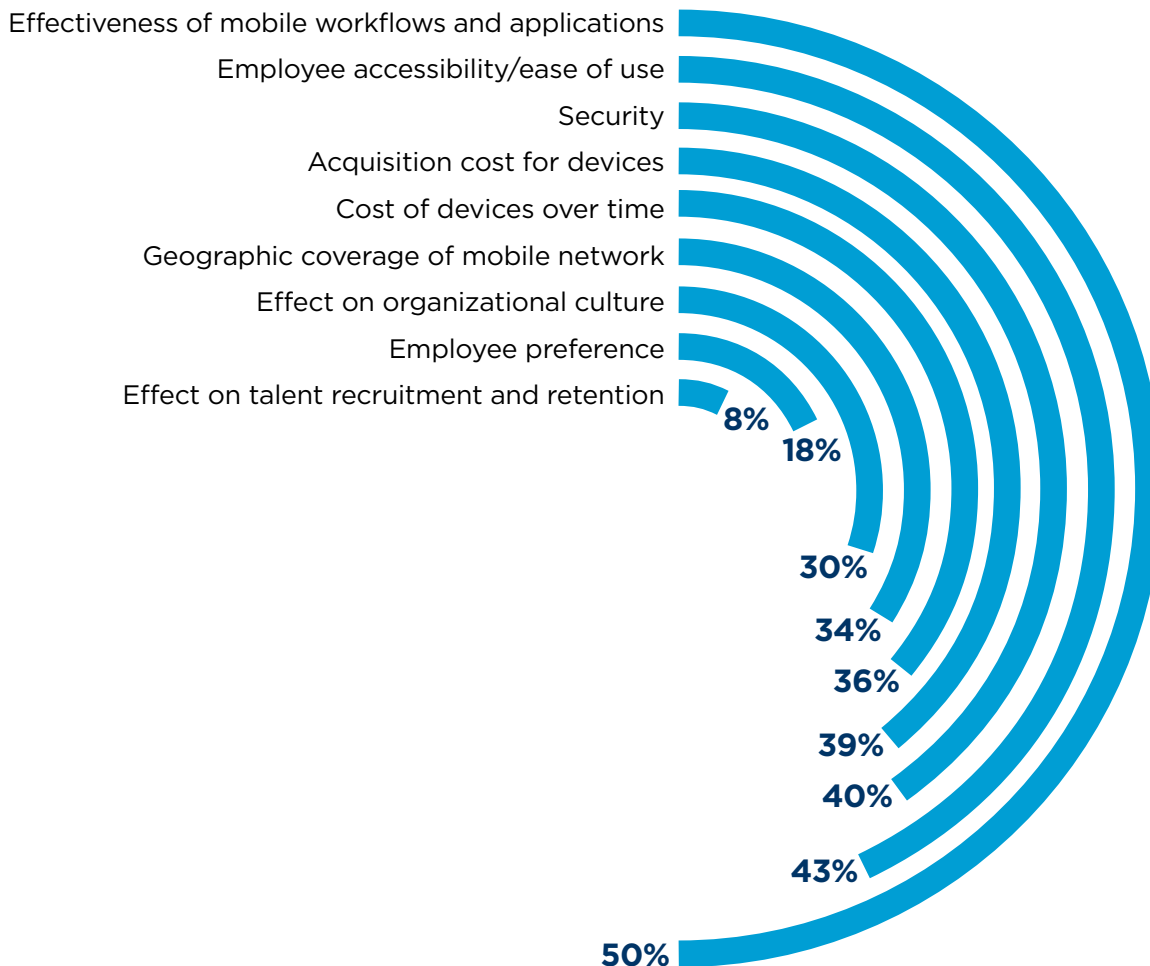 Effectiveness of mobile workflows and applications
Employee accessibility/ease of use
Security
Acquisition cost for devices
Cost of devices over time
Geographic coverage of mobile network
Effect on organizational culture
Employee preference
Effect on talent recruitment and retention
8%
18%
30%
34%
36%
39%
40%
43%
50%